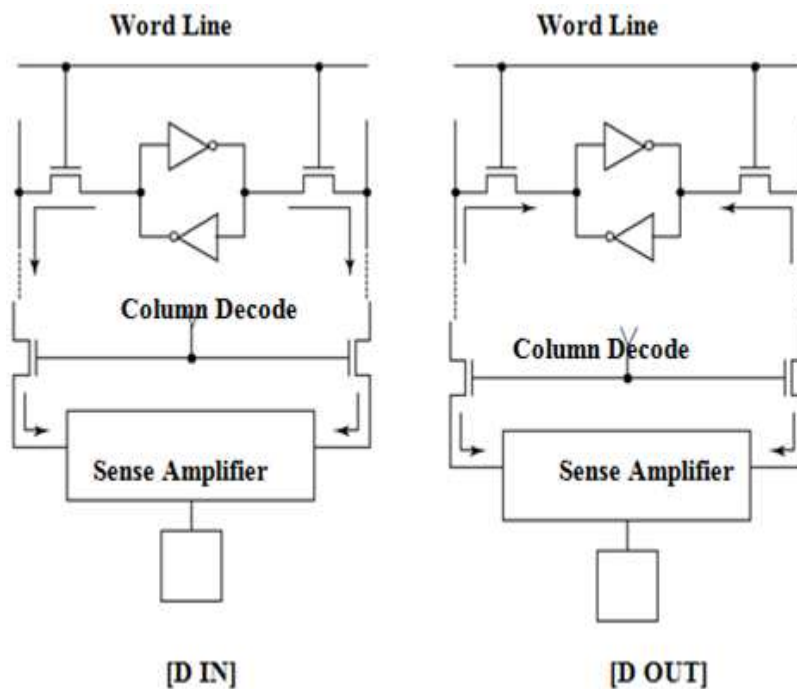 Word Line
Word Line
Column Decode
Column Decode
Sense Amplifier
Sense Amplifier
[D IN]
[D OUT]